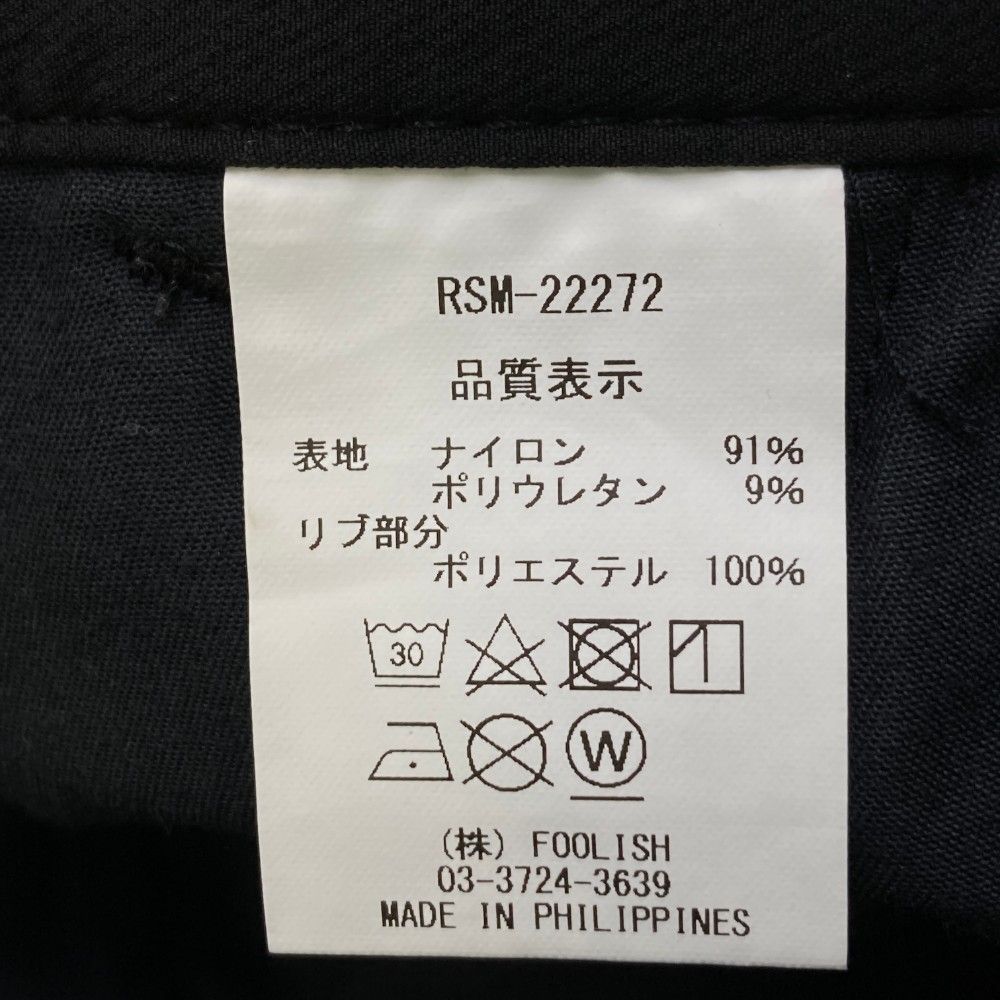 RSM-22272
品質表示
表地 ナイロン 91%
ポリウレタン 9%
リブ部分
ポリエステル 100%
30
W
(株) FOOLISH
03-3724-3639
MADE IN PHILIPPINES